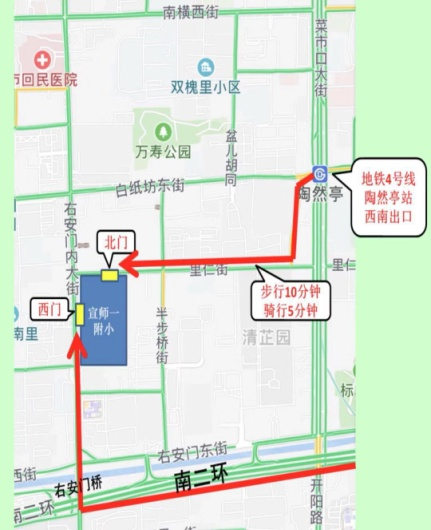 南横西街
菜市口大街
市回民医院
双槐里小区
万寿公园
盆儿胡同
地铁4号线
陶然亭站
西南出口
陶然亭
白纸坊东街
右安门内大街
北门
里仁街
里仁
步行10分钟
骑行5分钟
西门
宣师一
附小
南里
半步桥街
清芷园
标
右安门东街
西街
右安门桥
南二环
南二环
开阳路